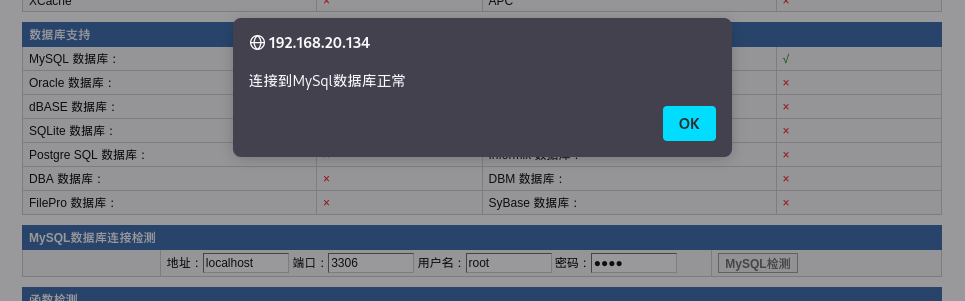 XCache × APC ×
数据库支持
192.168.20.134
连接到MySql数据库正常
OK
MySQL 数据库： √
Oracle 数据库： ×
dBASE 数据库： ×
SQLite 数据库： ×
Postgre SQL 数据库： Informix 数据库： ×
DBA 数据库： × DBM 数据库： ×
FilePro 数据库： × SyBase 数据库： ×
MySQL数据库连接检测
地址：localhost 端口：3306 用户名：root 密码：●●●● MySQL检测
函数检测